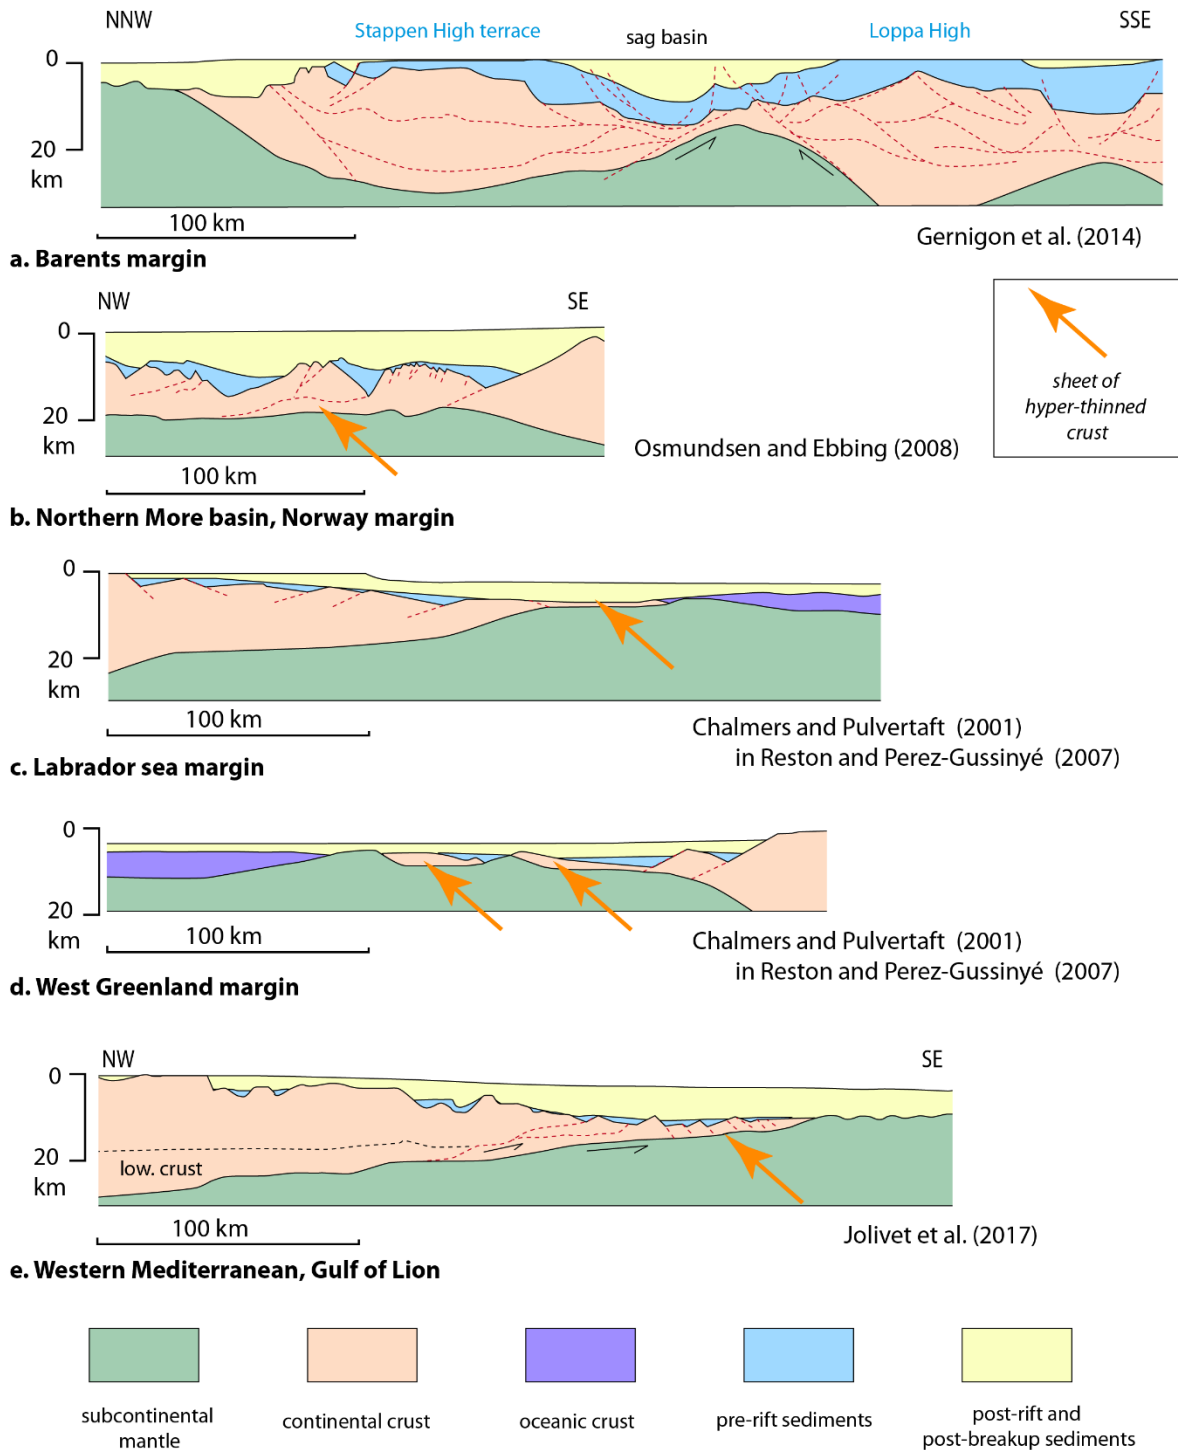 NNW
Stappen High terrace
sag basin
Loppa High
SSE
0
20
km
100 km
Gernigon et al. (2014)
a. Barents margin
NW
SE
0
20
km
sheet of
hyper-thinned
crust
Osmundsen and Ebbing (2008)
100 km
b. Northern More basin, Norway margin
0
20
km
100 km
Chalmers and Pulvertaft (2001)
in Reston and Perez-Gussinyé (2007)
c. Labrador sea margin
0
20
km
100 km
Chalmers and Pulvertaft (2001)
in Reston and Perez-Gussinyé (2007)
d. West Greenland margin
NW
SE
0
low. crust
20
km
100 km
Jolivet et al. (2017)
e. Western Mediterranean, Gulf of Lion
subcontinental
mantle
continental crust
oceanic crust
pre-rift sediments
post-rift and
post-breakup sediments